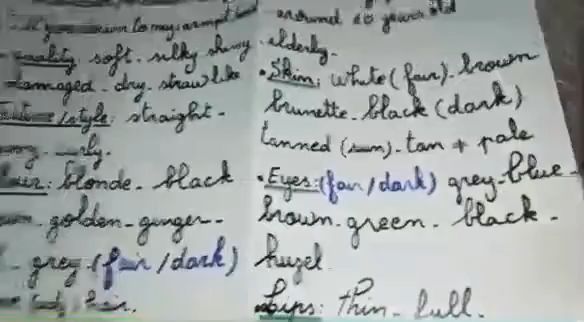 quality: soft. silky. shiny
damaged. dry. straw like
/style: straight.
blonde. black
golden. ginger.
grey (fair/dark)
around 20 years old
elderly.
• Skin: white (fair). brown
brunette. black (dark)
tanned (sun). tan + pale
• Eyes: (fair/dark) grey. blue.
brown. green. black.
hazel
Lips: thin. full.